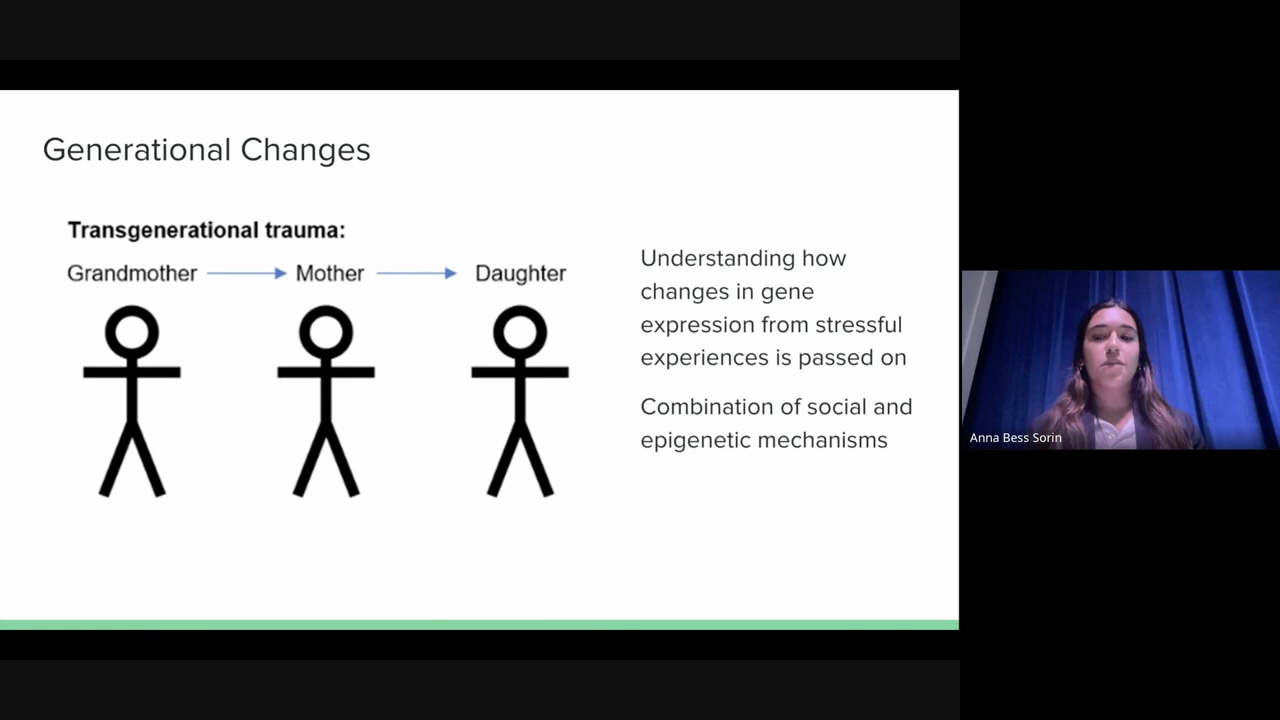 Generational Changes
Transgenerational trauma:
Grandmother Mother Daughter
Understanding how
changes in gene
expression from stressful
experiences is passed on
Combination of social and
epigenetic mechanisms
Anna Bess Sorin